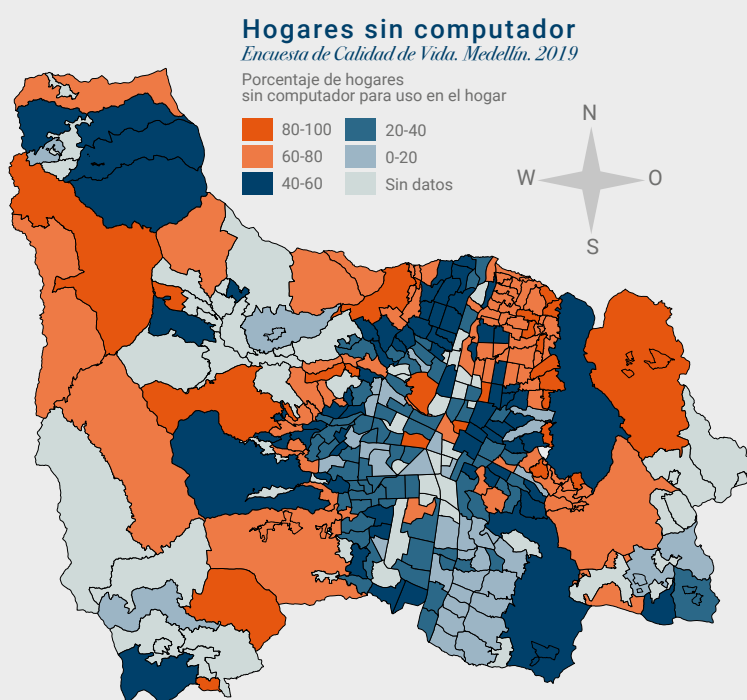 Hogares sin computador
Encuesta de Calidad de Vida. Medellín. 2019
Porcentaje de hogares
sin computador para uso en el hogar
80-100
20-40
60-80
0-20
40-60
Sin datos
N
W
O
S